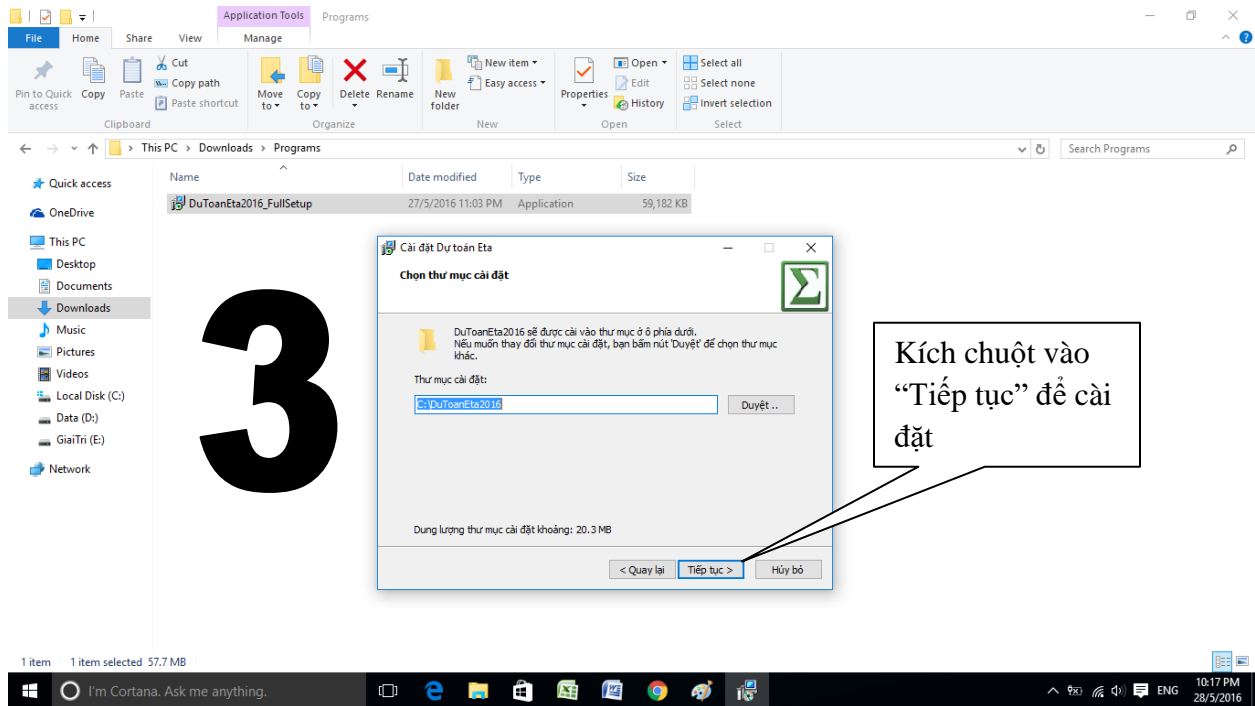 Application Tools Programs
File Home Share View Manage
Pin to Quick access
Copy
Paste
Cut
Copy path
Paste shortcut
Move to
Copy to
Delete
Rename
New folder
New item
Easy access
Properties
Open
Edit
History
Select all
Select none
Invert selection
Clipboard Organize New Open Select
This PC > Downloads > Programs
Search Programs
Name Date modified Type Size
DuToanEta2016_FullSetup 27/5/2016 11:03 PM Application 59,182 KB
Quick access
OneDrive
This PC
Desktop
Documents
Downloads
Music
Pictures
Videos
Local Disk (C:)
Data (D:)
GiaiTri (E:)
Network
3
Cài đặt Dự toán Eta
Chọn thư mục cài đặt
Σ
DuToanEta2016 sẽ được cài vào thư mục ở ô phía dưới.
Nếu muốn thay đổi thư mục cài đặt, bạn bấm nút 'Duyệt' để chọn thư mục
khác.
Thư mục cài đặt:
C:\DuToanEta2016
Duyệt ..
Dung lượng thư mục cài đặt khoảng: 20.3 MB
< Quay lại Tiếp tục > Hủy bỏ
Kích chuột vào
“Tiếp tục” để cài
đặt
1 item 1 item selected 57.7 MB
I'm Cortana. Ask me anything.
ENG
10:17 PM
28/5/2016